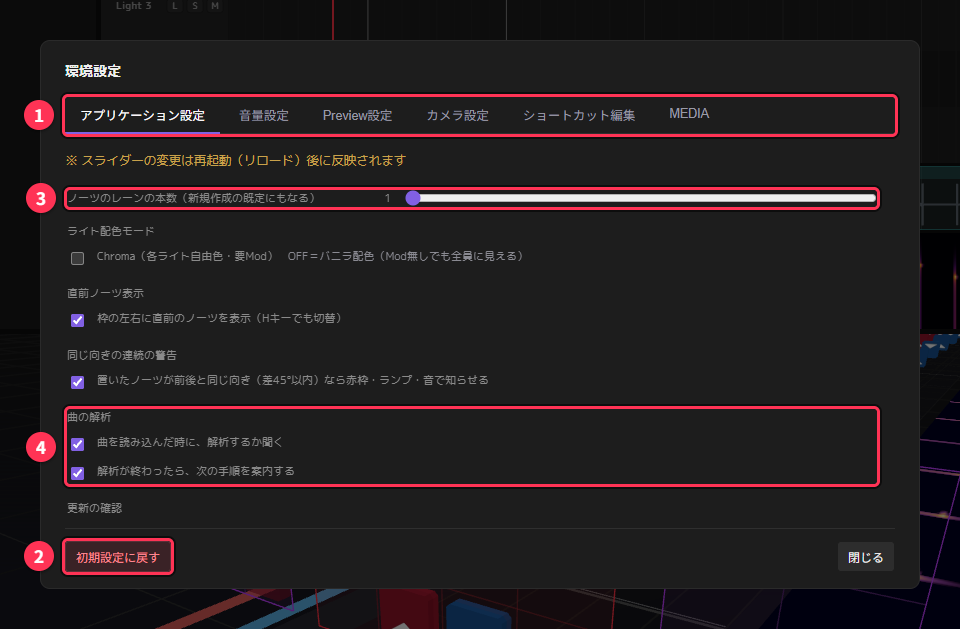 Light 3 L S M
環境設定
1 アプリケーション設定 音量設定 Preview設定 カメラ設定 ショートカット編集 MEDIA
※ スライダーの変更は再起動（リロード）後に反映されます
3 ノーツのレーンの本数（新規作成の既定にもなる） 1
ライト配色モード
Chroma（各ライト自由色・要Mod） OFF＝バニラ配色（Mod無しでも全員に見える）
直前ノーツ表示
枠の左右に直前のノーツを表示（Hキーでも切替）
同じ向きの連続の警告
置いたノーツが前後と同じ向き（差45°以内）なら赤枠・ランプ・音で知らせる
曲の解析
4 曲を読み込んだ時に、解析するか聞く
解析が終わったら、次の手順を案内する
更新の確認
2 初期設定に戻す 閉じる